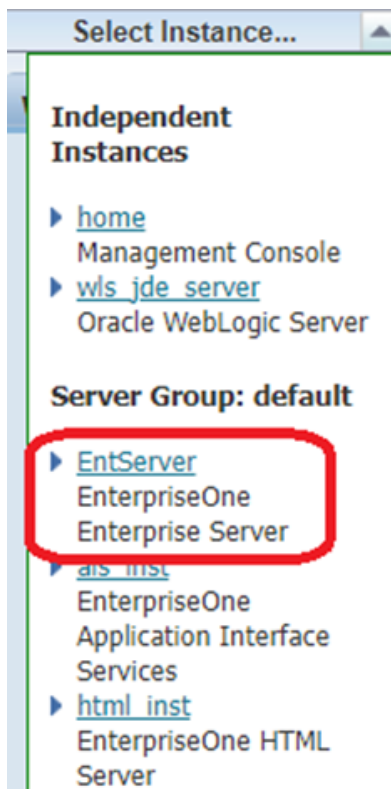 Select Instance...
Independent
Instances
home
Management Console
wls_jde_server
Oracle WebLogic Server
Server Group: default
EntServer
EnterpriseOne
Enterprise Server
ais_inst
EnterpriseOne
Application Interface
Services
html_inst
EnterpriseOne HTML
Server